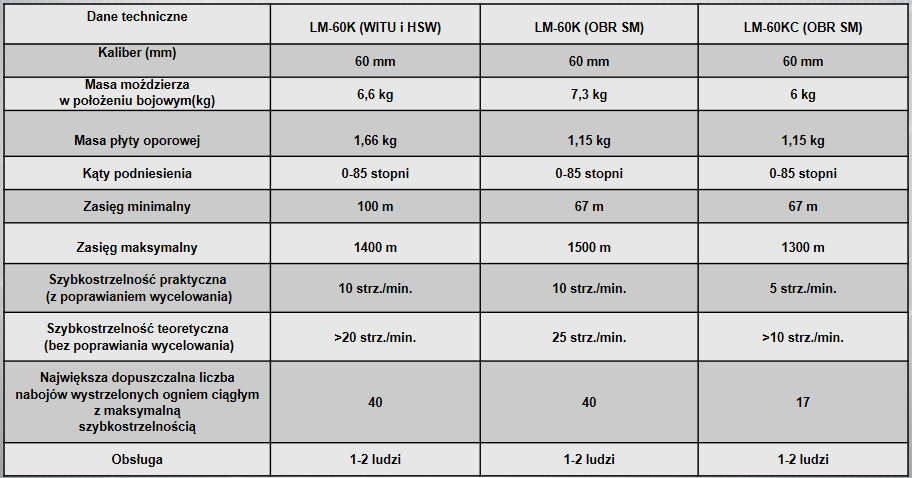 Dane techniczne LM-60K (WITU i HSW) LM-60K (OBR SM) LM-60KC (OBR SM)
Kaliber (mm) 60 mm 60 mm 60 mm
Masa moździerza
w położeniu bojowym(kg) 6,6 kg 7,3 kg 6 kg
Masa płyty oporowej 1,66 kg 1,15 kg 1,15 kg
Kąty podniesienia 0-85 stopni 0-85 stopni 0-85 stopni
Zasięg minimalny 100 m 67 m 67 m
Zasięg maksymalny 1400 m 1500 m 1300 m
Szybkostrzelność praktyczna
(z poprawianiem wycelowania) 10 strz./min. 10 strz./min. 5 strz./min.
Szybkostrzelność teoretyczna
(bez poprawiania wycelowania) >20 strz./min. 25 strz./min. >10 strz./min.
Największa dopuszczalna liczba
nabojów wystrzelonych ogniem ciągłym
z maksymalną
szybkostrzelnością 40 40 17
Obsługa 1-2 ludzi 1-2 ludzi 1-2 ludzi